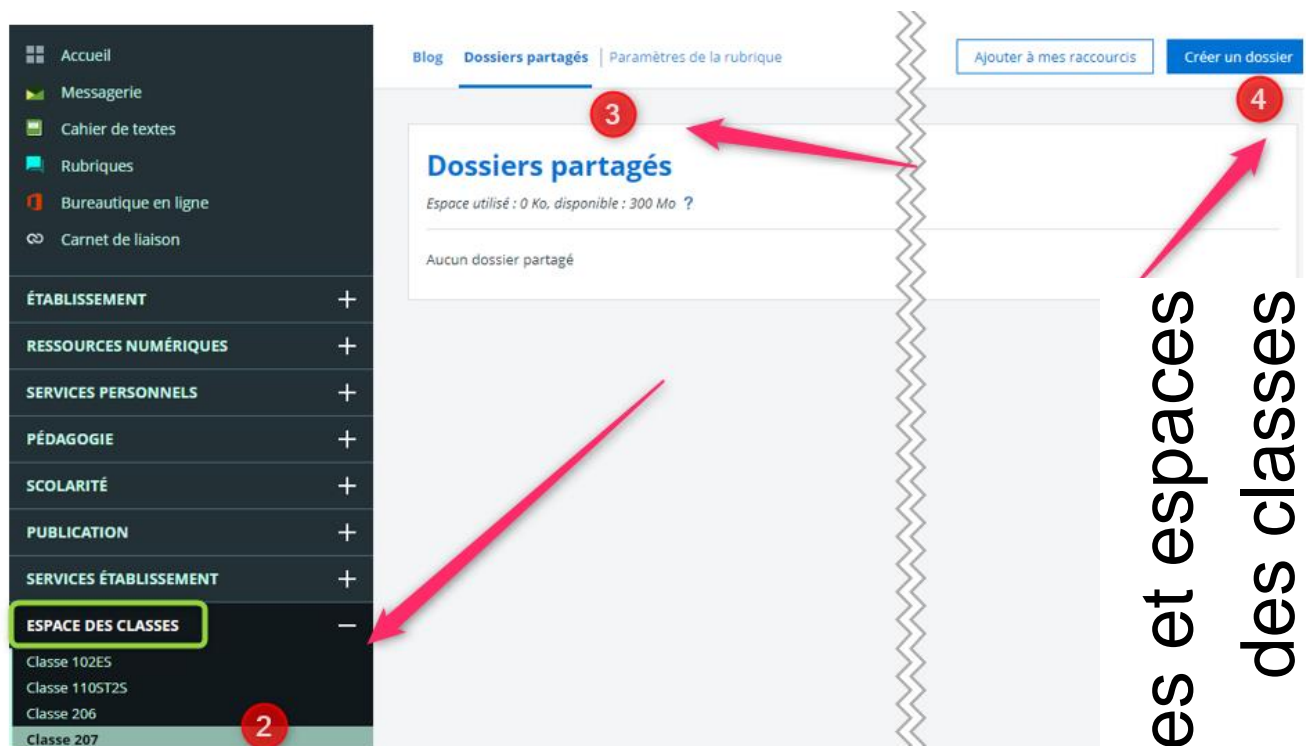 Accueil
Messagerie
Cahier de textes
Rubriques
Bureautique en ligne
Carnet de liaison
ÉTABLISSEMENT
RESSOURCES NUMÉRIQUES
SERVICES PERSONNELS
PÉDAGOGIE
SCOLARITÉ
PUBLICATION
SERVICES ÉTABLISSEMENT
ESPACE DES CLASSES
Classe 102ES
Classe 110ST2S
Classe 206
2
Classe 207
Blog Dossiers partagés | Paramètres de la rubrique
Ajouter à mes raccourcis
Créer un dossier
3
4
Dossiers partagés
Espace utilisé : 0 Ko, disponible : 300 Mo ?
Aucun dossier partagé
es et espaces
des classes